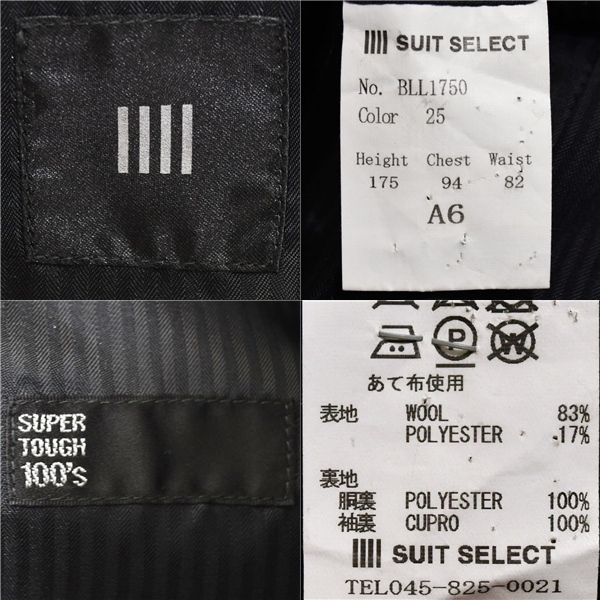 SUIT SELECT
No. BLL1750
Color 25
Height Chest Waist
175 94 82
A6
SUPER
TOUGH
100's
P W
あて布使用
表地 WOOL 83%
POLYESTER 17%
裏地
胴裏 POLYESTER 100%
袖裏 CUPRO 100%
SUIT SELECT
TEL045-825-0021